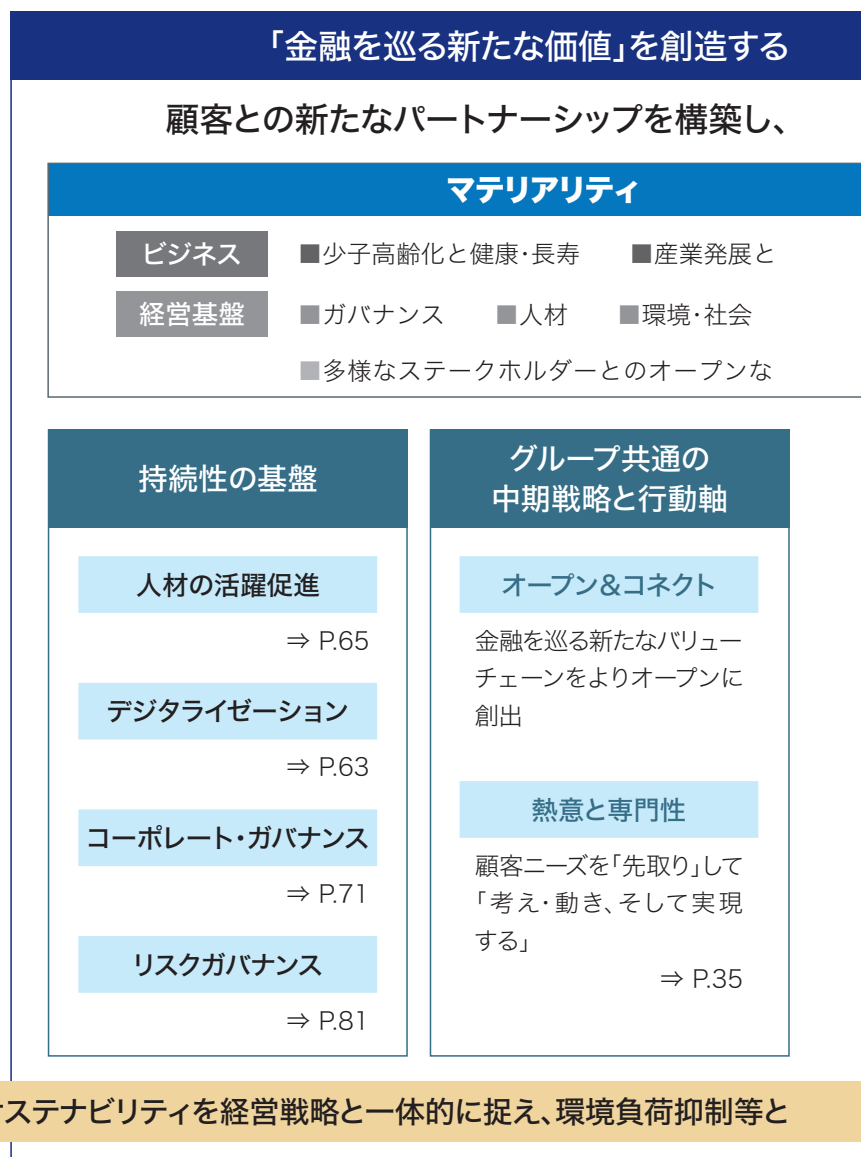 「金融を巡る新たな価値」を創造する
顧客との新たなパートナーシップを構築し、
マテリアリティ
ビジネス ■少子高齢化と健康・長寿 ■産業発展と
経営基盤 ■ガバナンス ■人材 ■環境・社会
■多様なステークホルダーとのオープンな
持続性の基盤
人材の活躍促進
⇒ P.65
デジタライゼーション
⇒ P.63
コーポレート・ガバナンス
⇒ P.71
リスクガバナンス
⇒ P.81
グループ共通の
中期戦略と行動軸
オープン&コネクト
金融を巡る新たなバリュー
チェーンをよりオープンに
創出
熱意と専門性
顧客ニーズを「先取り」して
「考え・動き、そして実現
する」
⇒ P.35
サステナビリティを経営戦略と一体的に捉え、環境負荷抑制等と